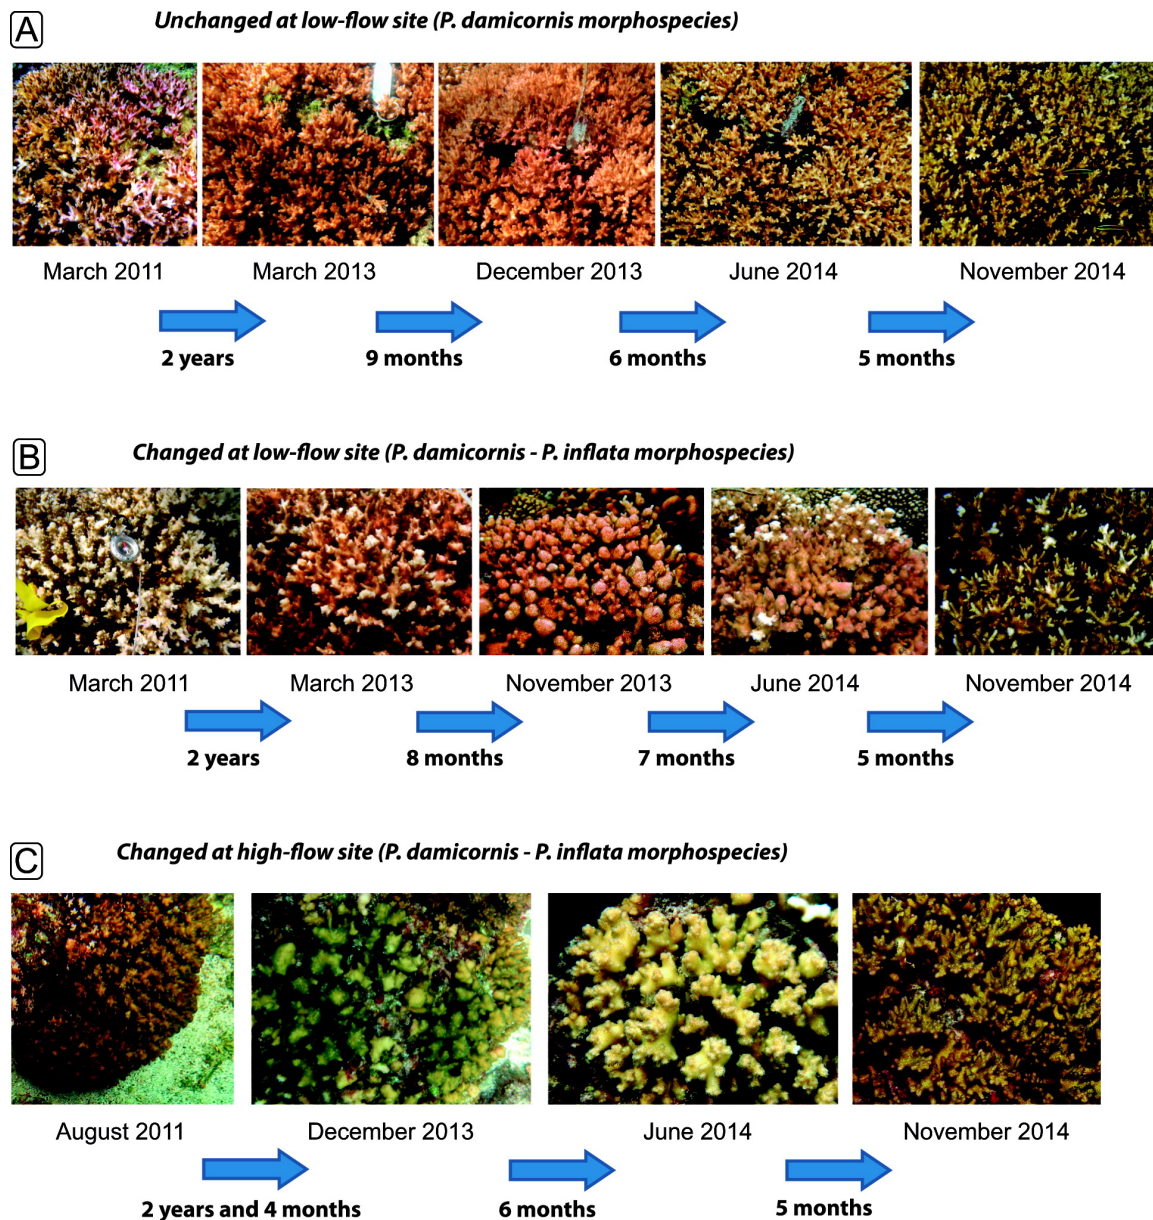 A
Unchanged at low-flow site (P. damicornis morphospecies)
March 2011 March 2013 December 2013 June 2014 November 2014
2 years 9 months 6 months 5 months
B
Changed at low-flow site (P. damicornis - P. inflata morphospecies)
March 2011 March 2013 November 2013 June 2014 November 2014
2 years 8 months 7 months 5 months
C
Changed at high-flow site (P. damicornis - P. inflata morphospecies)
August 2011 December 2013 June 2014 November 2014
2 years and 4 months 6 months 5 months